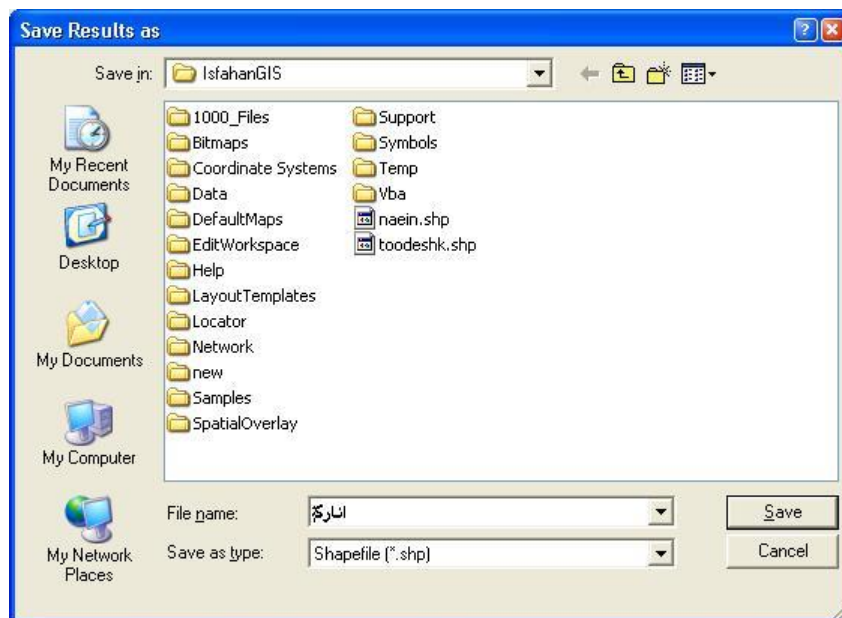 Save Results as
Save in: IsfahanGIS
My Recent Documents
Desktop
My Documents
My Computer
My Network Places
1000_Files
Bitmaps
Coordinate Systems
Data
DefaultMaps
EditWorkspace
Help
LayoutTemplates
Locator
Network
new
Samples
SpatialOverlay
Support
Symbols
Temp
Vba
naein.shp
toodeshk.shp
File name: انارک
Save as type: Shapefile (*.shp)
Save
Cancel